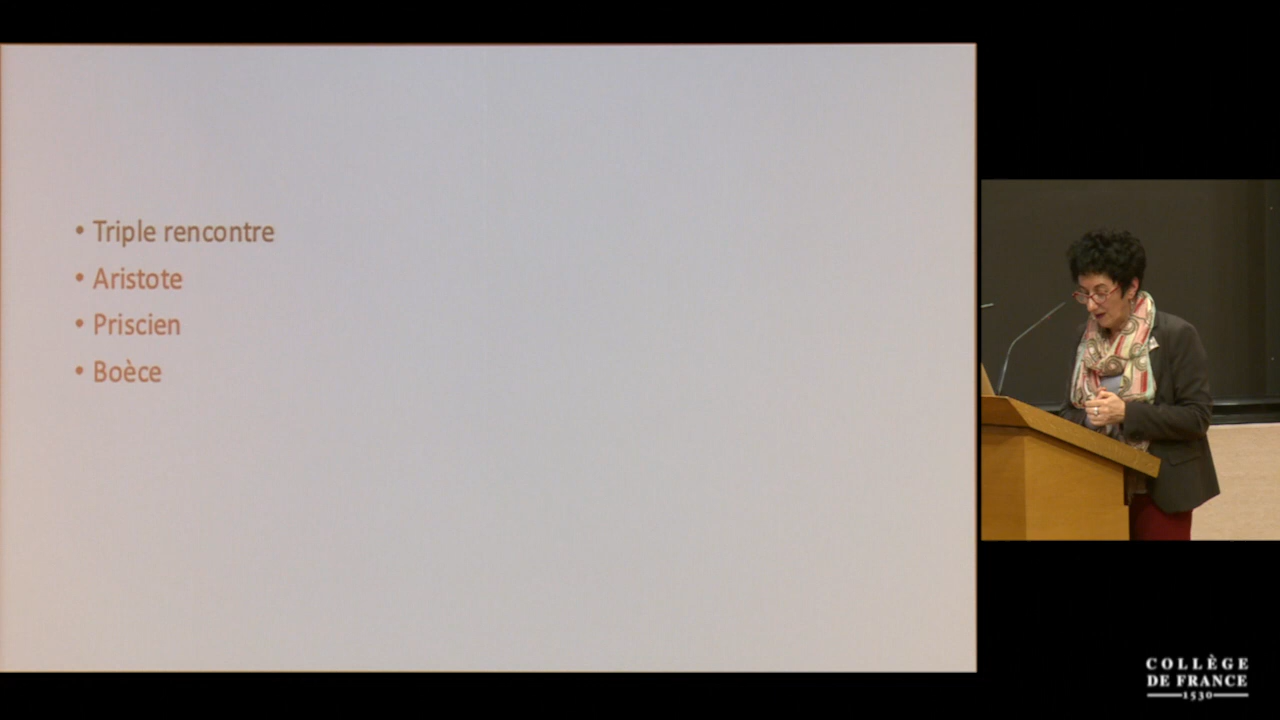 • Triple rencontre
• Aristote
• Priscien
• Boèce
COLLÈGE
DE FRANCE
1530